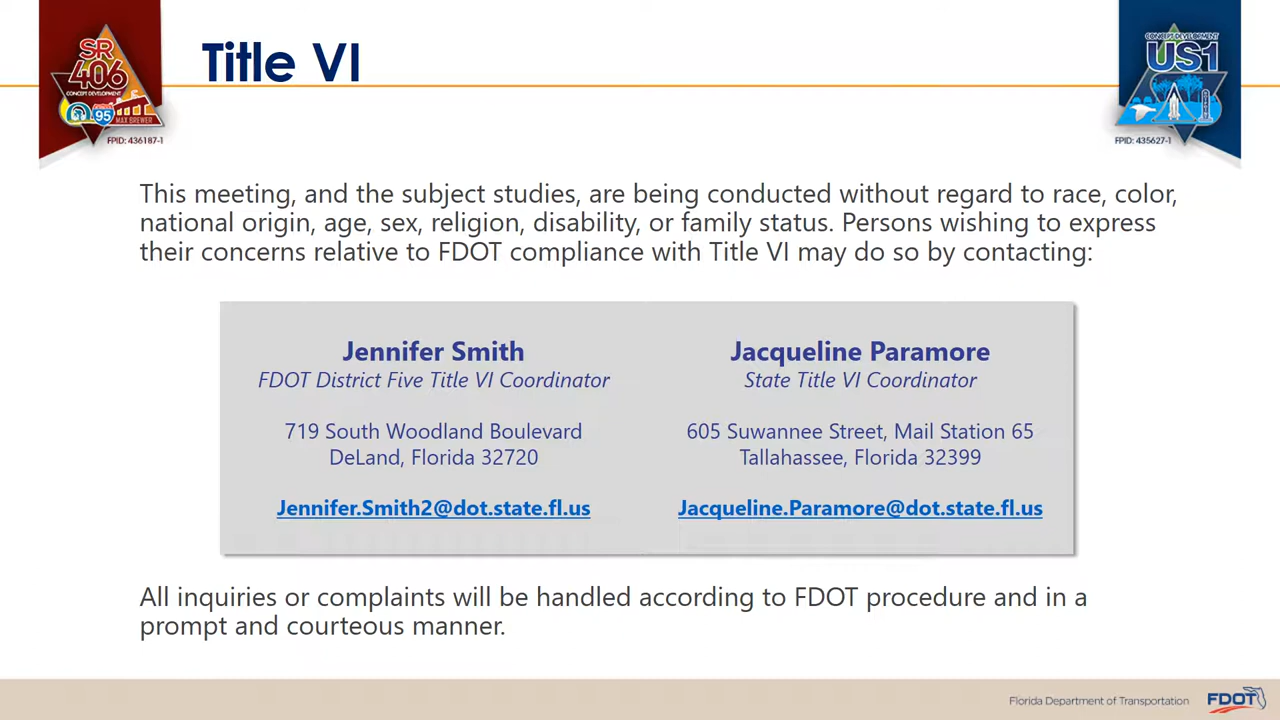 SR
406
CONCEPT DEVELOPMENT
95
MAX BREWER
FPID: 436187-1
Title VI
CONCEPT DEVELOPMENT
US1
FPID: 435627-1
This meeting, and the subject studies, are being conducted without regard to race, color,
national origin, age, sex, religion, disability, or family status. Persons wishing to express
their concerns relative to FDOT compliance with Title VI may do so by contacting:
Jennifer Smith
FDOT District Five Title VI Coordinator
719 South Woodland Boulevard
DeLand, Florida 32720
Jennifer.Smith2@dot.state.fl.us
Jacqueline Paramore
State Title VI Coordinator
605 Suwannee Street, Mail Station 65
Tallahassee, Florida 32399
Jacqueline.Paramore@dot.state.fl.us
All inquiries or complaints will be handled according to FDOT procedure and in a
prompt and courteous manner.
Florida Department of Transportation
FDOT